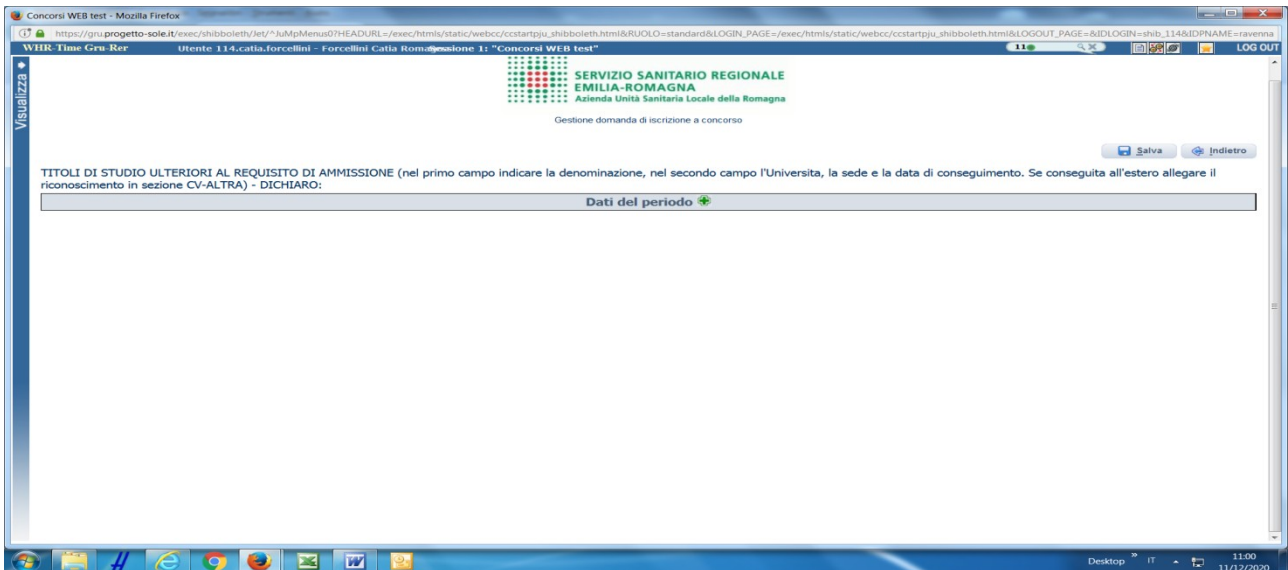 Concorsi WEB test - Mozilla Firefox
https://gru.progetto-sole.it/exec/shibboleth/Jet/^JuMpMenus0?HEADURL=/exec/htmls/static/webcc/ccstartpju_shibboleth.html&RUOLO=standard&LOGIN_PAGE=/exec/htmls/static/webcc/ccstartpju_shibboleth.html&LOGOUT_PAGE=&IDLOGIN=shib_114&IDPNAME=ravenna
WHR-Time Gru-Rer Utente 114.catia.forcellini - Forcellini Catia 1: "Concorsi WEB test" 11 LOG OUT
Visualizza
SERVIZIO SANITARIO REGIONALE
EMILIA-ROMAGNA
Azienda Unità Sanitaria Locale della Romagna
Gestione domanda di iscrizione a concorso
Salva Indietro
TITOLI DI STUDIO ULTERIORI AL REQUISITO DI AMMISSIONE (nel primo campo indicare la denominazione, nel secondo campo l'Universita, la sede e la data di conseguimento. Se conseguita all'estero allegare il
riconoscimento in sezione CV-ALTRA) - DICHIARO:
Dati del periodo
Desktop » IT 11:00
11/12/2020